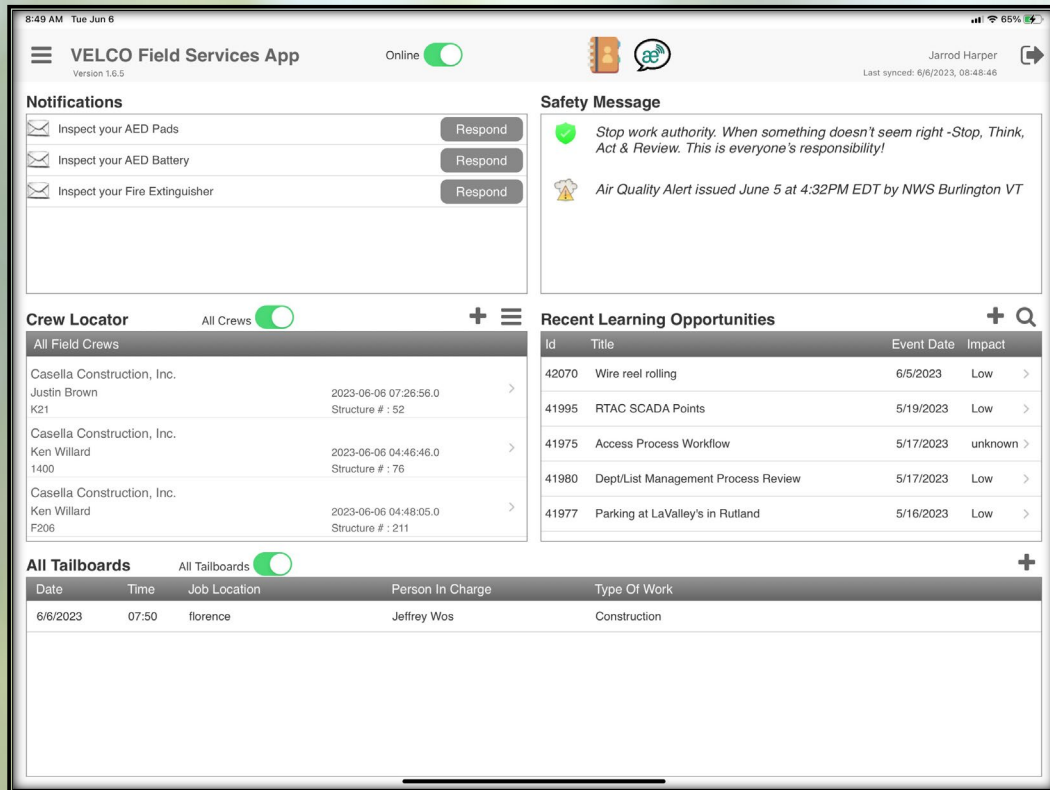 8:49 AM Tue Jun 6
65%
VELCO Field Services App
Version 1.6.5
Online
æ
Jarrod Harper
Last synced: 6/6/2023, 08:48:46
Notifications
Inspect your AED Pads Respond
Inspect your AED Battery Respond
Inspect your Fire Extinguisher Respond
Safety Message
Stop work authority. When something doesn't seem right -Stop, Think,
Act & Review. This is everyone's responsibility!
Air Quality Alert issued June 5 at 4:32PM EDT by NWS Burlington VT
Crew Locator All Crews
All Field Crews
Casella Construction, Inc.
Justin Brown 2023-06-06 07:26:56.0
K21 Structure # : 52
Casella Construction, Inc.
Ken Willard 2023-06-06 04:46:46.0
1400 Structure # : 76
Casella Construction, Inc.
Ken Willard 2023-06-06 04:48:05.0
F206 Structure # : 211
Recent Learning Opportunities
Id Title Event Date Impact
42070 Wire reel rolling 6/5/2023 Low
41995 RTAC SCADA Points 5/19/2023 Low
41975 Access Process Workflow 5/17/2023 unknown
41980 Dept/List Management Process Review 5/17/2023 Low
41977 Parking at LaValley's in Rutland 5/16/2023 Low
All Tailboards All Tailboards
Date Time Job Location Person In Charge Type Of Work
6/6/2023 07:50 florence Jeffrey Wos Construction